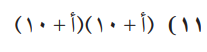 ١١) (أ + ١٠)(أ + ١٠)